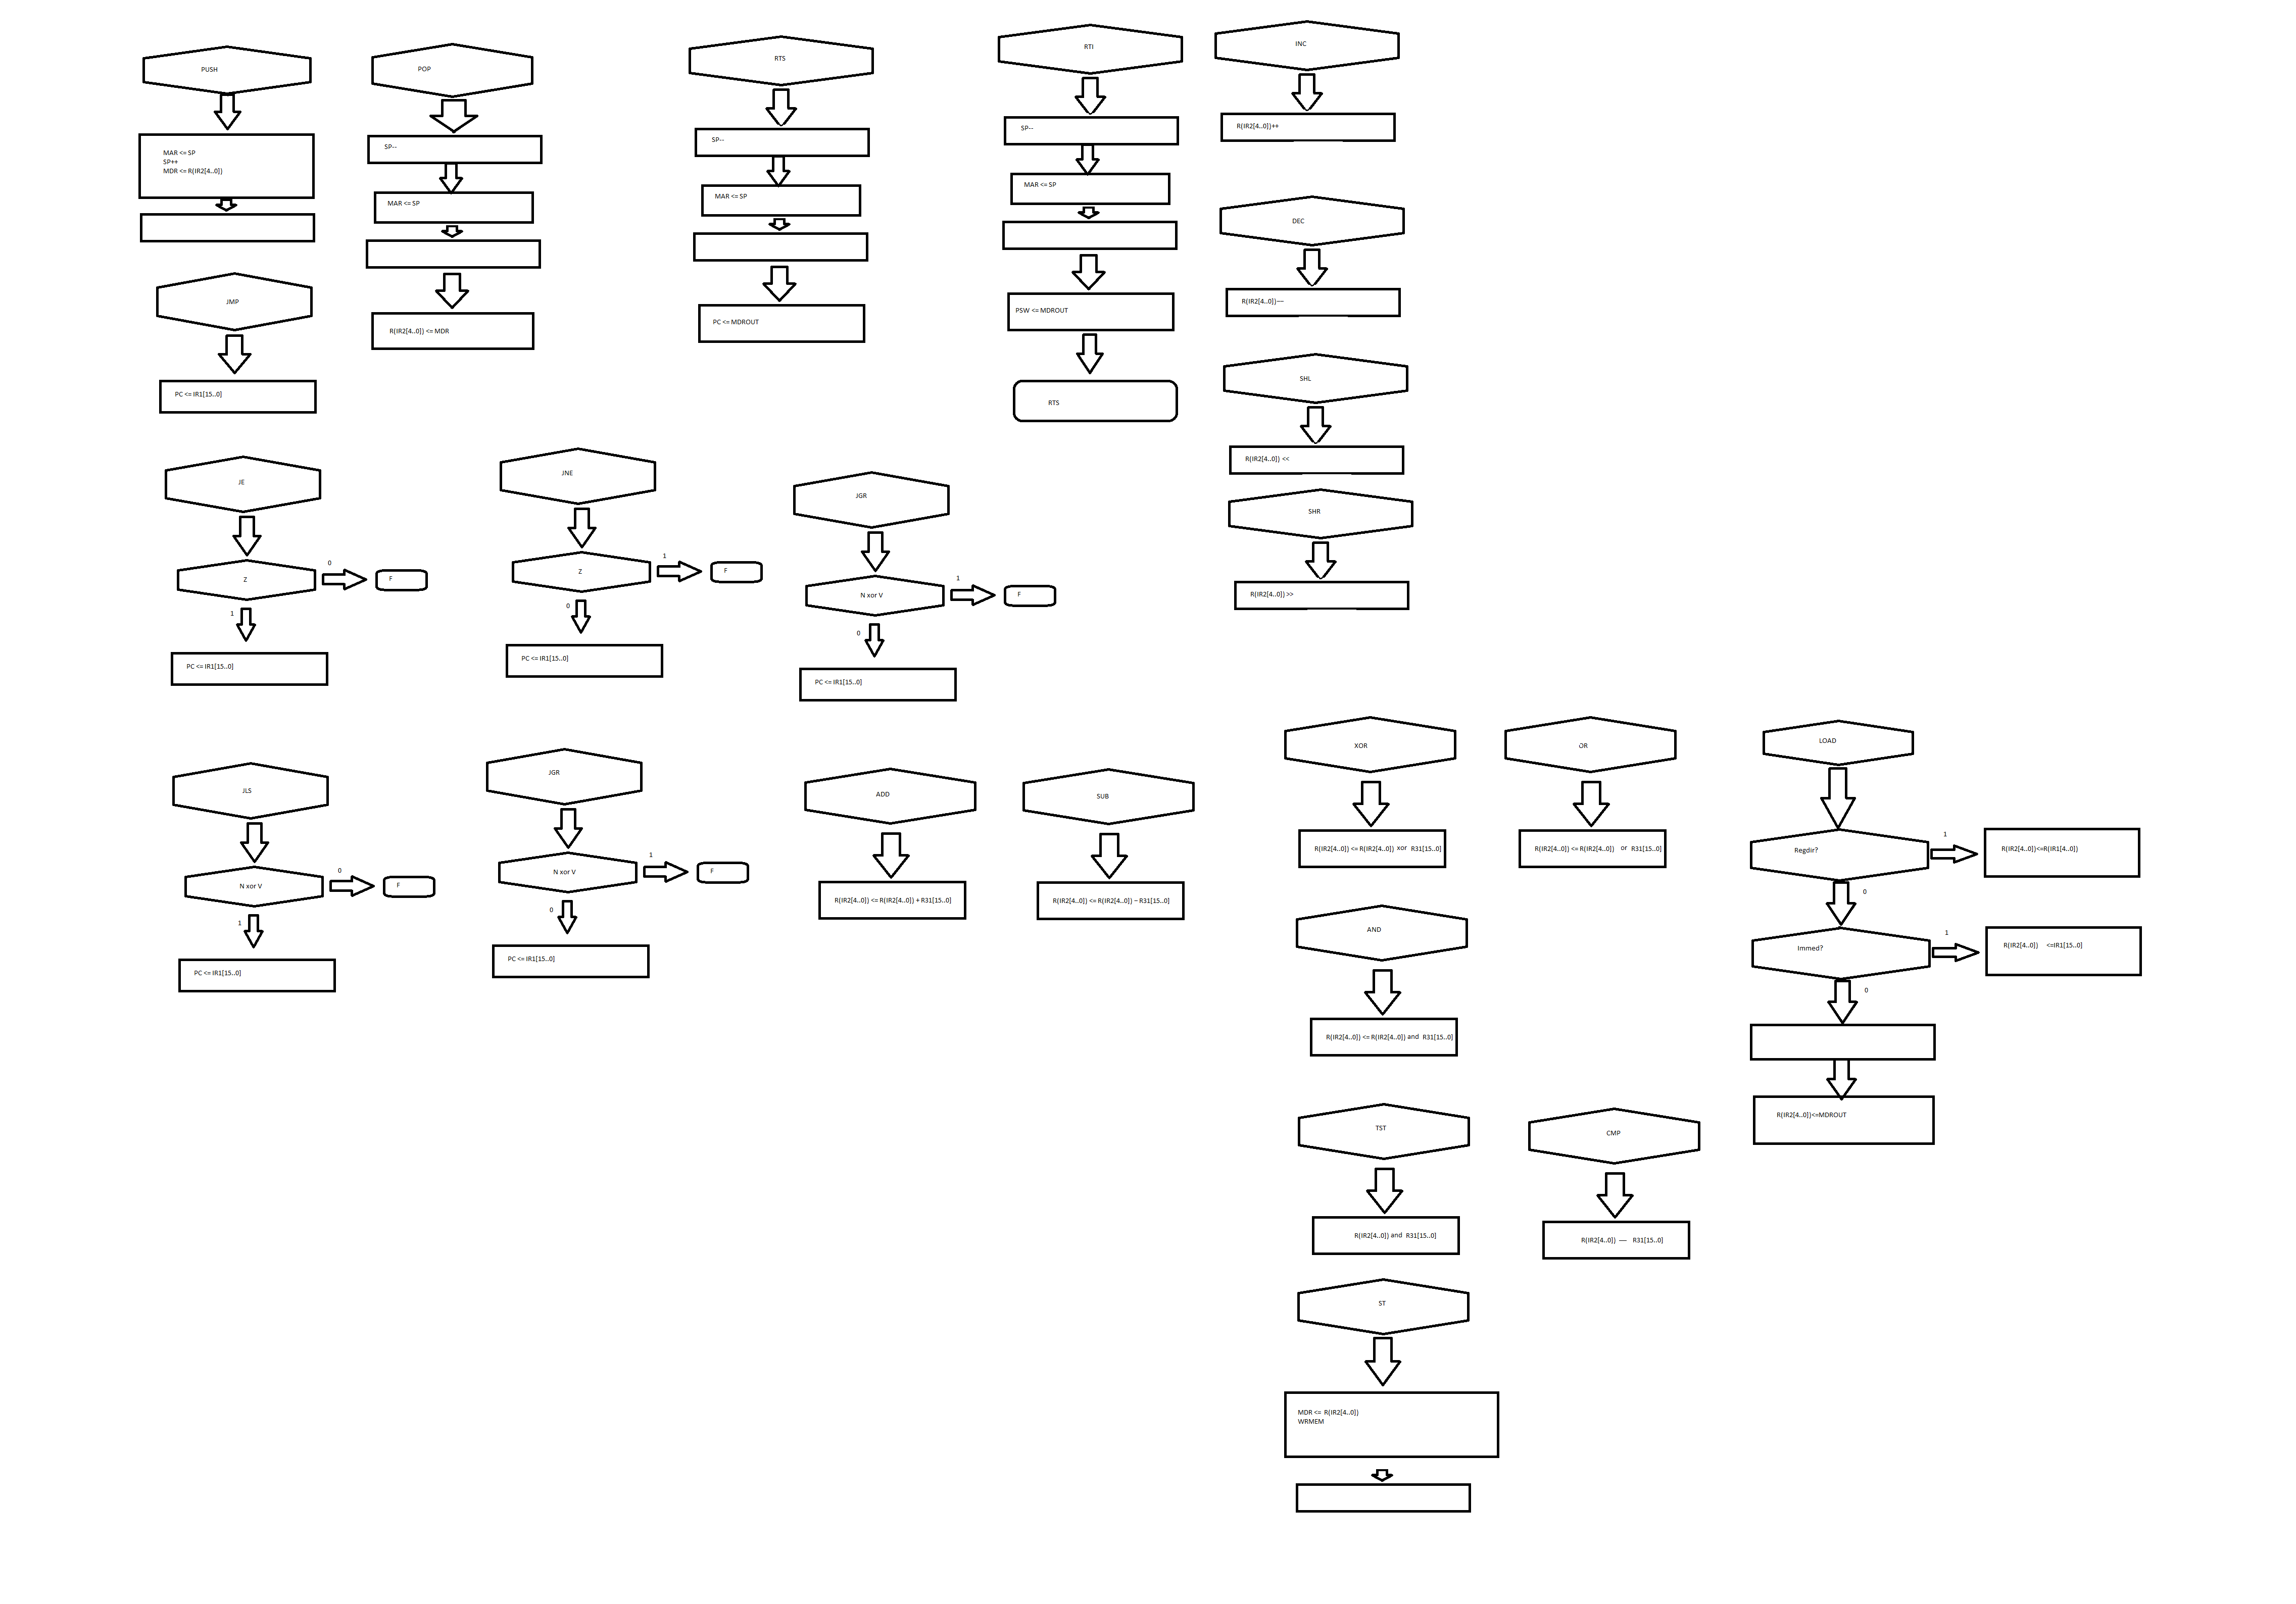 PUSH
MAR <= SP
SP++
MDR <= R(IR2[4..0])
POP
SP--
MAR <= SP
R(IR2[4..0]) <= MDR
RTS
SP--
MAR <= SP
PC <= MDROUT
RTI
SP--
MAR <= SP
PSW <= MDROUT
RTS
INC
R(IR2[4..0])++
DEC
R(IR2[4..0])--
SHL
R(IR2[4..0]) <<
SHR
R(IR2[4..0]) >>
JMP
PC <= IR1[15..0]
JE
Z
0
F
1
PC <= IR1[15..0]
JNE
Z
1
F
0
PC <= IR1[15..0]
JGR
N xor V
1
F
0
PC <= IR1[15..0]
JLS
N xor V
0
F
1
PC <= IR1[15..0]
JGR
N xor V
1
F
0
PC <= IR1[15..0]
ADD
R(IR2[4..0]) <= R(IR2[4..0]) + R31[15..0]
SUB
R(IR2[4..0]) <= R(IR2[4..0]) – R31[15..0]
XOR
R(IR2[4..0]) <= R(IR2[4..0]) xor R31[15..0]
OR
R(IR2[4..0]) <= R(IR2[4..0]) or R31[15..0]
AND
R(IR2[4..0]) <= R(IR2[4..0]) and R31[15..0]
TST
R(IR2[4..0]) and R31[15..0]
CMP
R(IR2[4..0]) — R31[15..0]
ST
MDR <= R(IR2[4..0])
WRMEM
LOAD
Regdir?
1
R(IR2[4..0])<=R(IR1[4..0])
0
Immed?
1
R(IR2[4..0]) <=IR1[15..0]
0
R(IR2[4..0])<=MDROUT